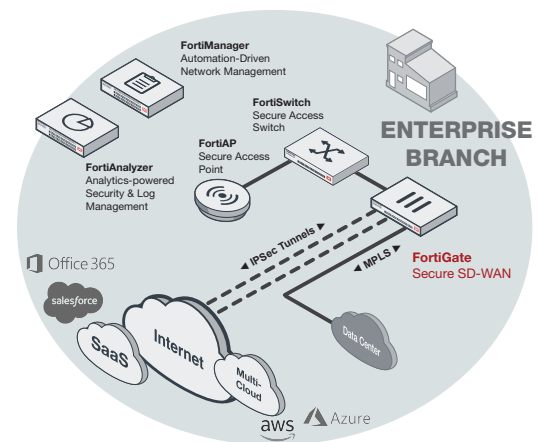 FortiManager
Automation-Driven
Network Management
FortiSwitch
Secure Access
Switch
FortiAP
Secure Access
Point
ENTERPRISE
BRANCH
FortiAnalyzer
Analytics-powered
Security & Log
Management
IPSec Tunnels
MPLS
FortiGate
Secure SD-WAN
Office 365
salesforce
SaaS
Internet
Multi-
Cloud
Data Center
aws
Azure